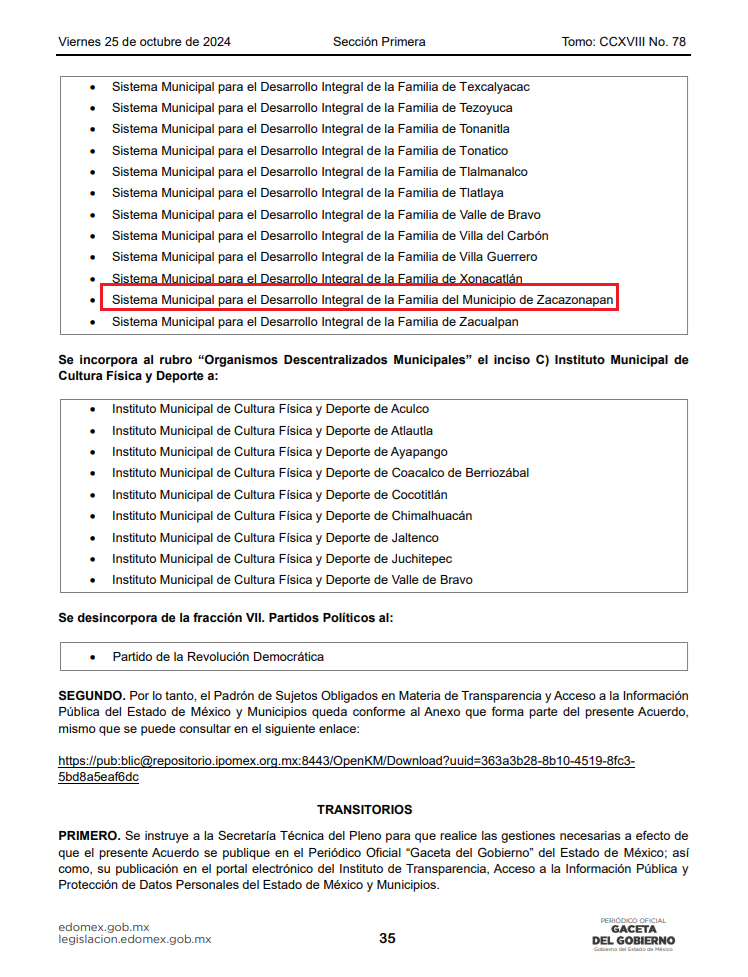 Viernes 25 de octubre de 2024 Sección Primera Tomo: CCXVIII No. 78
• Sistema Municipal para el Desarrollo Integral de la Familia de Texcalyacac
• Sistema Municipal para el Desarrollo Integral de la Familia de Tezoyuca
• Sistema Municipal para el Desarrollo Integral de la Familia de Tonanitla
• Sistema Municipal para el Desarrollo Integral de la Familia de Tonatico
• Sistema Municipal para el Desarrollo Integral de la Familia de Tlalmanalco
• Sistema Municipal para el Desarrollo Integral de la Familia de Tlatlaya
• Sistema Municipal para el Desarrollo Integral de la Familia de Valle de Bravo
• Sistema Municipal para el Desarrollo Integral de la Familia de Villa del Carbón
• Sistema Municipal para el Desarrollo Integral de la Familia de Villa Guerrero
• Sistema Municipal para el Desarrollo Integral de la Familia de Xonacatlán
• Sistema Municipal para el Desarrollo Integral de la Familia del Municipio de Zacazonapan
• Sistema Municipal para el Desarrollo Integral de la Familia de Zacualpan
Se incorpora al rubro “Organismos Descentralizados Municipales” el inciso C) Instituto Municipal de
Cultura Física y Deporte a:
• Instituto Municipal de Cultura Física y Deporte de Aculco
• Instituto Municipal de Cultura Física y Deporte de Atlautla
• Instituto Municipal de Cultura Física y Deporte de Ayapango
• Instituto Municipal de Cultura Física y Deporte de Coacalco de Berriozábal
• Instituto Municipal de Cultura Física y Deporte de Cocotitlán
• Instituto Municipal de Cultura Física y Deporte de Chimalhuacán
• Instituto Municipal de Cultura Física y Deporte de Jaltenco
• Instituto Municipal de Cultura Física y Deporte de Juchitepec
• Instituto Municipal de Cultura Física y Deporte de Valle de Bravo
Se desincorpora de la fracción VII. Partidos Políticos al:
• Partido de la Revolución Democrática
SEGUNDO. Por lo tanto, el Padrón de Sujetos Obligados en Materia de Transparencia y Acceso a la Información
Pública del Estado de México y Municipios queda conforme al Anexo que forma parte del presente Acuerdo,
mismo que se puede consultar en el siguiente enlace:
https://pub:blic@repositorio.ipomex.org.mx:8443/OpenKM/Download?uuid=363a3b28-8b10-4519-8fc3-
5bd8a5eaf6dc
TRANSITORIOS
PRIMERO. Se instruye a la Secretaría Técnica del Pleno para que realice las gestiones necesarias a efecto de
que el presente Acuerdo se publique en el Periódico Oficial “Gaceta del Gobierno” del Estado de México; así
como, su publicación en el portal electrónico del Instituto de Transparencia, Acceso a la Información Pública y
Protección de Datos Personales del Estado de México y Municipios.
edomex.gob.mx
legislacion.edomex.gob.mx
35
PERIÓDICO OFICIAL
GACETA
DEL GOBIERNO
Gobierno del Estado de México